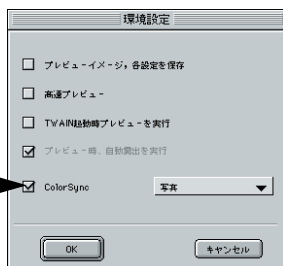 環境設定
プレビューイメージ，各設定を保存
高速プレビュー
TWAIN起動時プレビューを実行
プレビュー時、自動露出を実行
ColorSync 写真
OK キャンセル